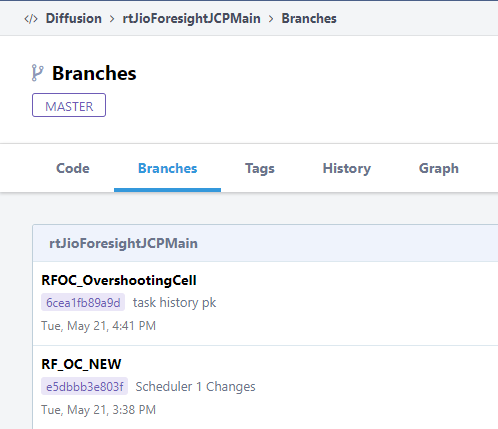 Diffusion > rtJioForesightJCPMain > Branches
Branches
MASTER
Code Branches Tags History Graph
rtJioForesightJCPMain
RFOC_OvershootingCell
6cea1fb89a9d task history pk
Tue, May 21, 4:41 PM
RF_OC_NEW
e5dbbb3e803f Scheduler 1 Changes
Tue, May 21, 3:38 PM